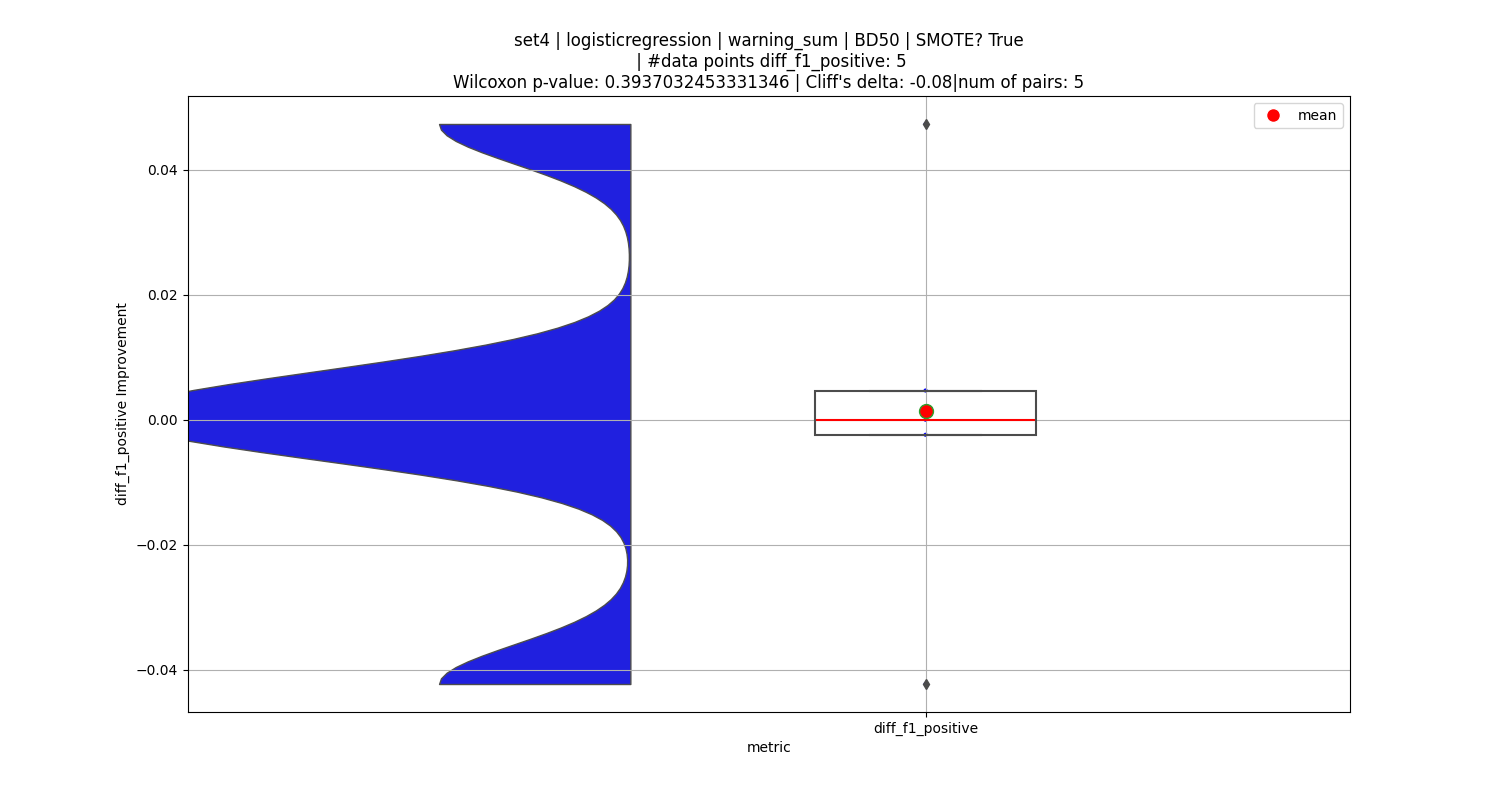 set4 | logisticregression | warning_sum | BD50 | SMOTE? True
| #data points diff_f1_positive: 5
Wilcoxon p-value: 0.3937032453331346 | Cliff's delta: -0.08|num of pairs: 5
mean
0.04
0.02
0.00
−0.02
−0.04
diff_f1_positive Improvement
diff_f1_positive
metric